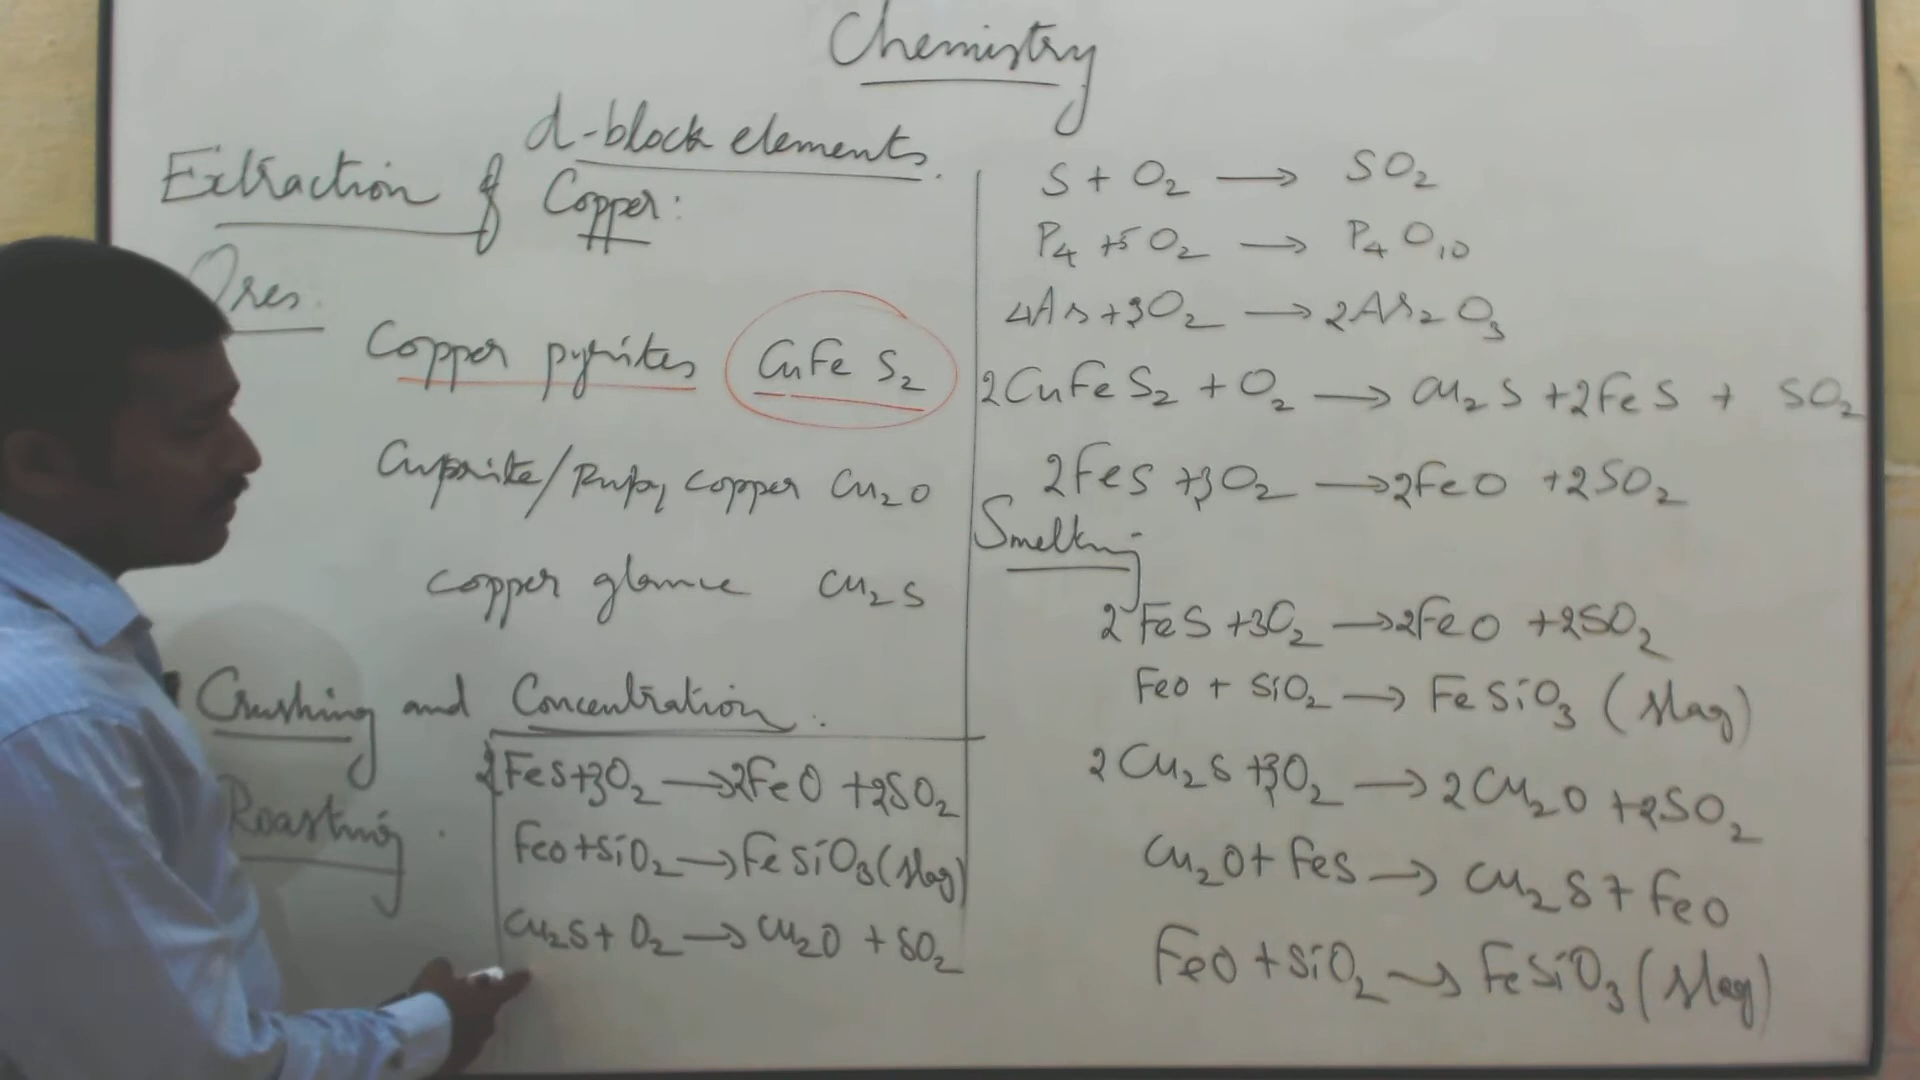 Chemistry
d-block elements.
Extraction of Copper:
Ores.
Copper pyrites CuFeS₂
Cuprite/Ruby copper Cu₂O
Copper glance Cu₂S
Crushing and Concentration.
Roasting.
2FeS+3O₂ → 2FeO +2SO₂
FeO+SiO₂ → FeSiO₃ (slag)
Cu₂S+ O₂ → Cu₂O + SO₂
S + O₂ → SO₂
P₄ +5O₂ → P₄O₁₀
4As+3O₂ → 2As₂O₃
2CuFeS₂ + O₂ → Cu₂S +2FeS + SO₂
2FeS +3O₂ → 2FeO +2SO₂
Smelting
2FeS +3O₂ → 2FeO +2SO₂
FeO + SiO₂ → FeSiO₃ (slag)
2Cu₂S +3O₂ → 2Cu₂O +2SO₂
Cu₂O+ FeS → Cu₂S+ FeO
FeO +SiO₂ → FeSiO₃ (slag)